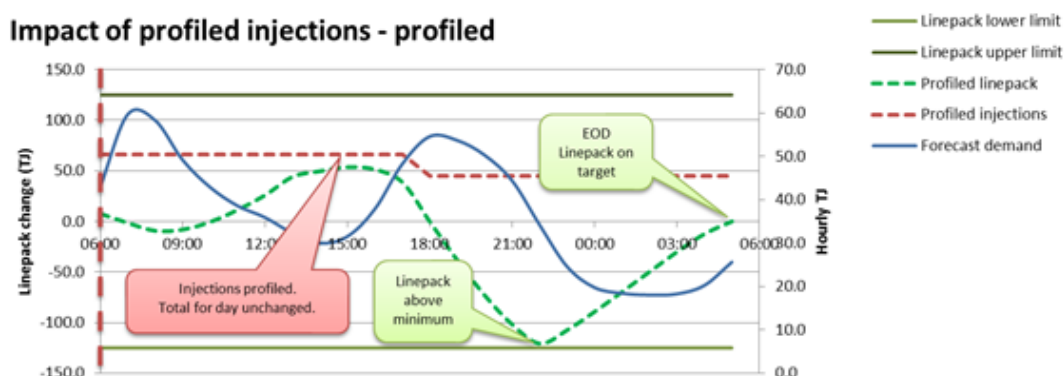 Impact of profiled injections - profiled
Linepack lower limit
Linepack upper limit
Profiled linepack
Profiled injections
Forecast demand
150.0
100.0
50.0
0.0
-50.0
-100.0
-150.0
Linepack change (TJ)
70.0
60.0
50.0
40.0
30.0
20.0
10.0
0.0
Hourly TJ
06:00
09:00
12:00
15:00
18:00
21:00
00:00
03:00
06:00
EOD
Linepack on
target
Injections profiled.
Total for day unchanged.
Linepack
above
minimum